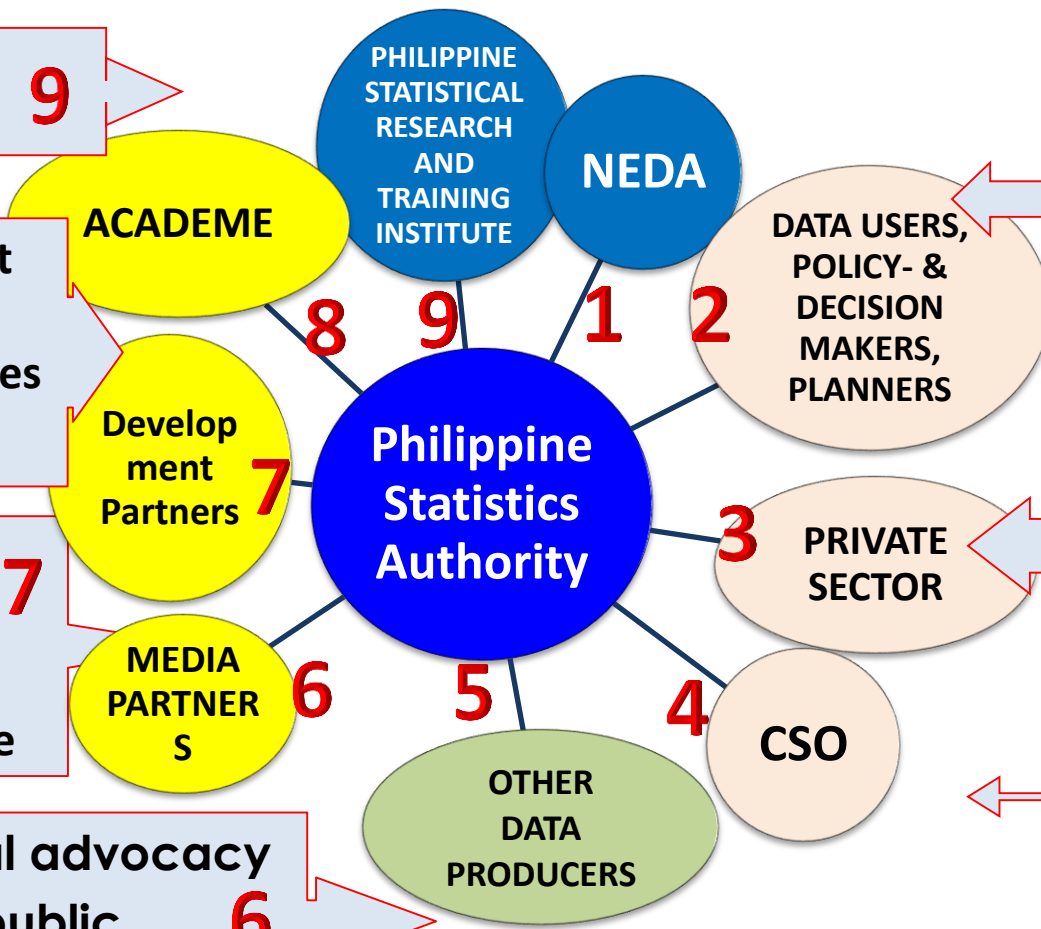 9
PHILIPPINE
STATISTICAL
RESEARCH
AND
TRAINING
INSTITUTE
NEDA
ACADEME
DATA USERS,
POLICY- &
DECISION
MAKERS,
PLANNERS
t
es
8
9
1
2
Develop
ment
Partners
7
Philippine
Statistics
Authority
3
PRIVATE
SECTOR
7
e
MEDIA
PARTNER
S
6
5
4
CSO
OTHER
DATA
PRODUCERS
l advocacy
public
6